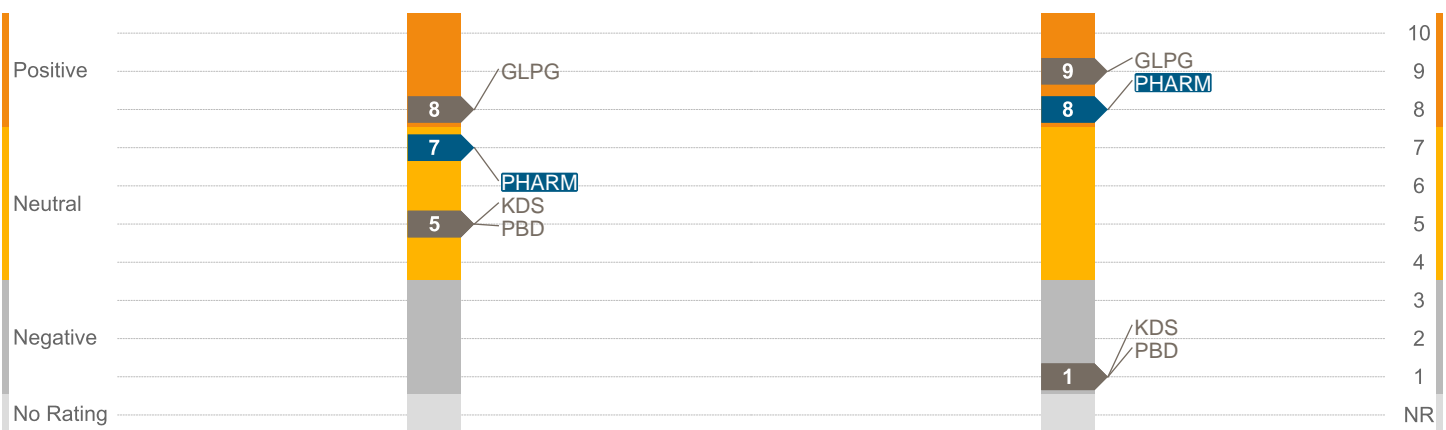 10
Positive
GLPG
9
GLPG
9
PHARM
8
8
8
7
7
PHARM
6
Neutral
KDS
5
PBD
5
4
3
KDS
Negative
2
PBD
1
1
No Rating
NR